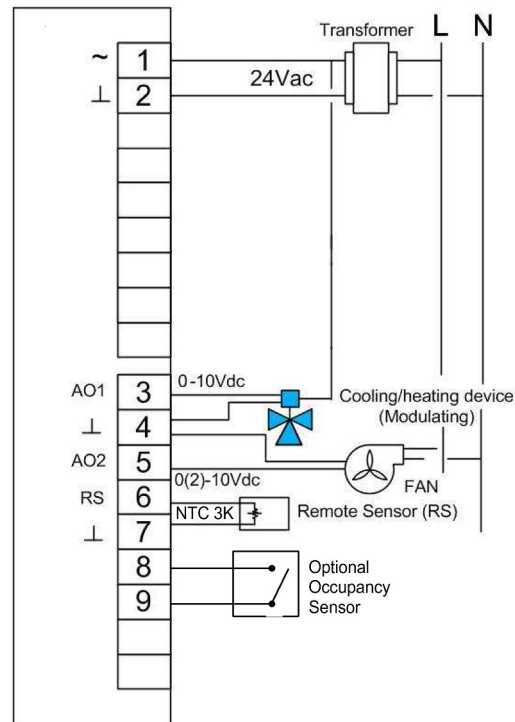 Transformer L N
~ 1
24Vac
⊥ 2
AO1 3 0-10Vdc
Cooling/heating device
(Modulating)
⊥ 4
AO2 5
0(2)-10Vdc
FAN
RS 6
NTC 3K
Remote Sensor (RS)
⊥ 7
8
Optional
Occupancy
Sensor
9